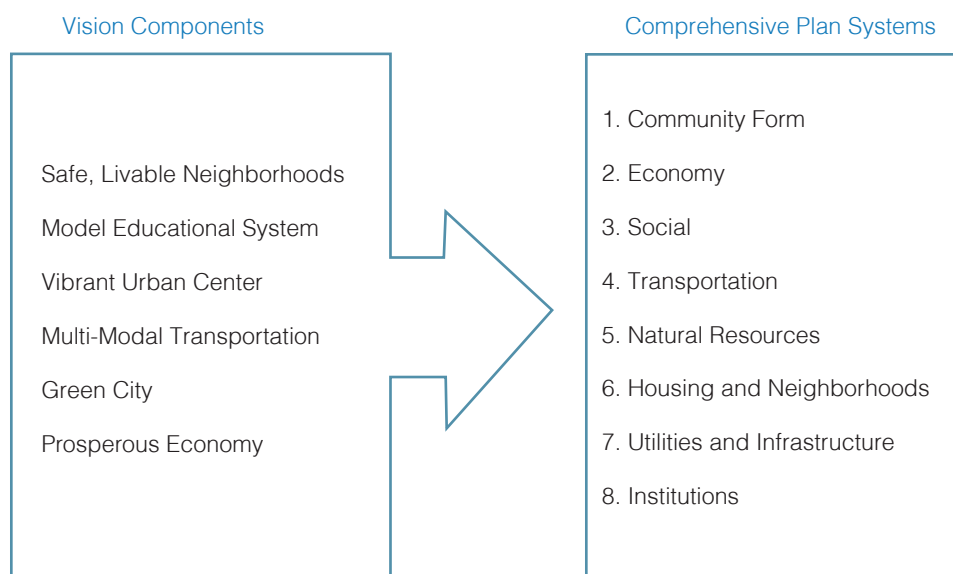 Vision Components
Safe, Livable Neighborhoods
Model Educational System
Vibrant Urban Center
Multi-Modal Transportation
Green City
Prosperous Economy
Comprehensive Plan Systems
1. Community Form
2. Economy
3. Social
4. Transportation
5. Natural Resources
6. Housing and Neighborhoods
7. Utilities and Infrastructure
8. Institutions